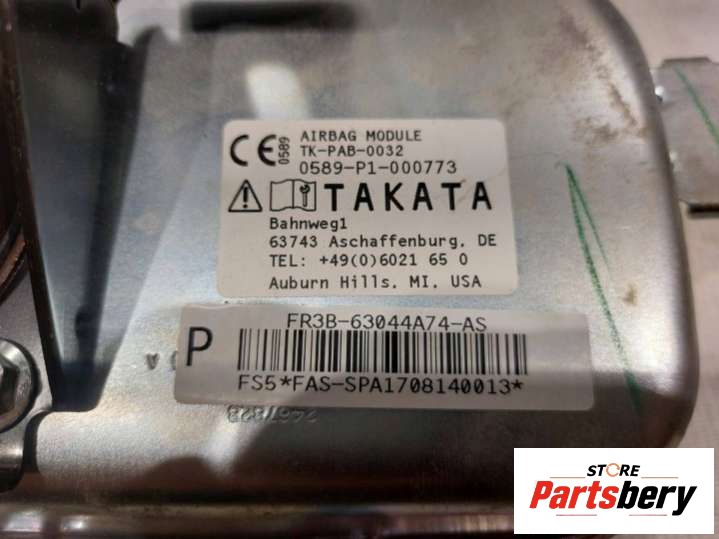 CE 0589 AIRBAG MODULE
TK-PAB-0032
0589-P1-000773
TAKATA
Bahnweg1
63743 Aschaffenburg, DE
TEL: +49(0)6021 65 0
Auburn Hills, MI, USA
FR3B-63044A74-AS
P
FS5*FAS-SPA1708140013*
STORE
Partsbery